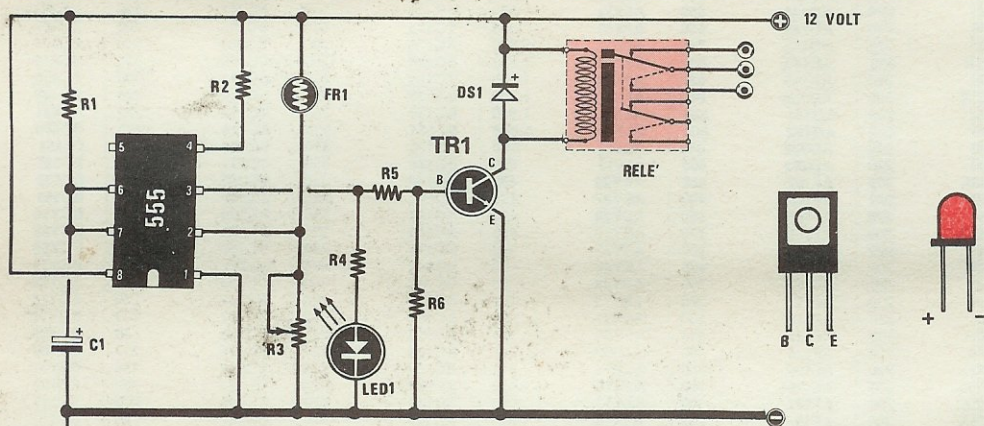 12 VOLT
R1
R2
FR1
DS1
RELE'
5
4
6
3
7
2
8
1
555
TR1
B
C
E
R5
R4
R6
R3
LED1
+
C1
+
B C E
+ -